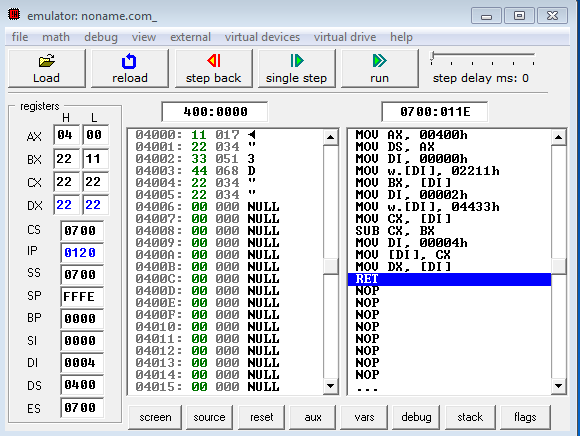 emulator: noname.com_
file math debug view external virtual devices virtual drive help
Load reload step back single step run step delay ms: 0
registers
H L
400:0000 0700:011E
AX 04 00
BX 22 11
CX 22 22
DX 22 22
CS 0700
IP 0120
SS 0700
SP FFFE
BP 0000
SI 0000
DI 0004
DS 0400
ES 0700
04000: 11 017 ◄
04001: 22 034 "
04002: 33 051 3
04003: 44 068 D
04004: 22 034 "
04005: 22 034 "
04006: 00 000 NULL
04007: 00 000 NULL
04008: 00 000 NULL
04009: 00 000 NULL
0400A: 00 000 NULL
0400B: 00 000 NULL
0400C: 00 000 NULL
0400D: 00 000 NULL
0400E: 00 000 NULL
0400F: 00 000 NULL
04010: 00 000 NULL
04011: 00 000 NULL
04012: 00 000 NULL
04013: 00 000 NULL
04014: 00 000 NULL
04015: 00 000 NULL
MOV AX, 00400h
MOV DS, AX
MOV DI, 00000h
MOV w.[DI], 02211h
MOV BX, [DI]
MOV DI, 00002h
MOV w.[DI], 04433h
MOV CX, [DI]
SUB CX, BX
MOV DI, 00004h
MOV [DI], CX
MOV DX, [DI]
RET
NOP
NOP
NOP
NOP
NOP
NOP
NOP
NOP
...
screen source reset aux vars debug stack flags